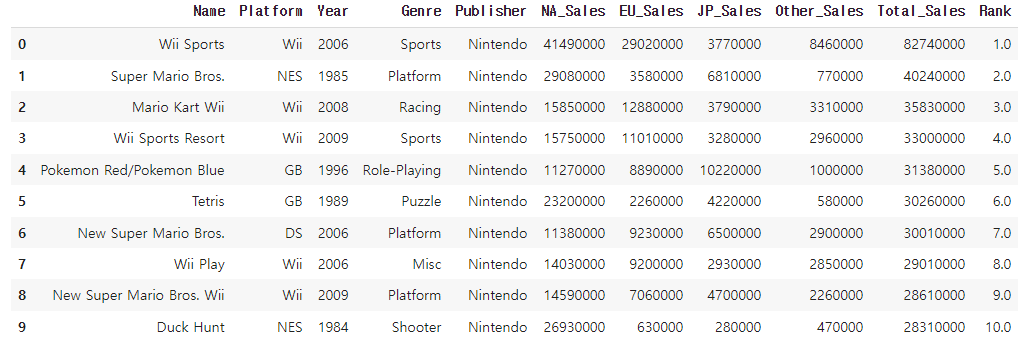 Name Platform Year Genre Publisher NA_Sales EU_Sales JP_Sales Other_Sales Total_Sales Rank
0 Wii Sports Wii 2006 Sports Nintendo 41490000 29020000 3770000 8460000 82740000 1.0
1 Super Mario Bros. NES 1985 Platform Nintendo 29080000 3580000 6810000 770000 40240000 2.0
2 Mario Kart Wii Wii 2008 Racing Nintendo 15850000 12880000 3790000 3310000 35830000 3.0
3 Wii Sports Resort Wii 2009 Sports Nintendo 15750000 11010000 3280000 2960000 33000000 4.0
4 Pokemon Red/Pokemon Blue GB 1996 Role-Playing Nintendo 11270000 8890000 10220000 1000000 31380000 5.0
5 Tetris GB 1989 Puzzle Nintendo 23200000 2260000 4220000 580000 30260000 6.0
6 New Super Mario Bros. DS 2006 Platform Nintendo 11380000 9230000 6500000 2900000 30010000 7.0
7 Wii Play Wii 2006 Misc Nintendo 14030000 9200000 2930000 2850000 29010000 8.0
8 New Super Mario Bros. Wii Wii 2009 Platform Nintendo 14590000 7060000 4700000 2260000 28610000 9.0
9 Duck Hunt NES 1984 Shooter Nintendo 26930000 630000 280000 470000 28310000 10.0